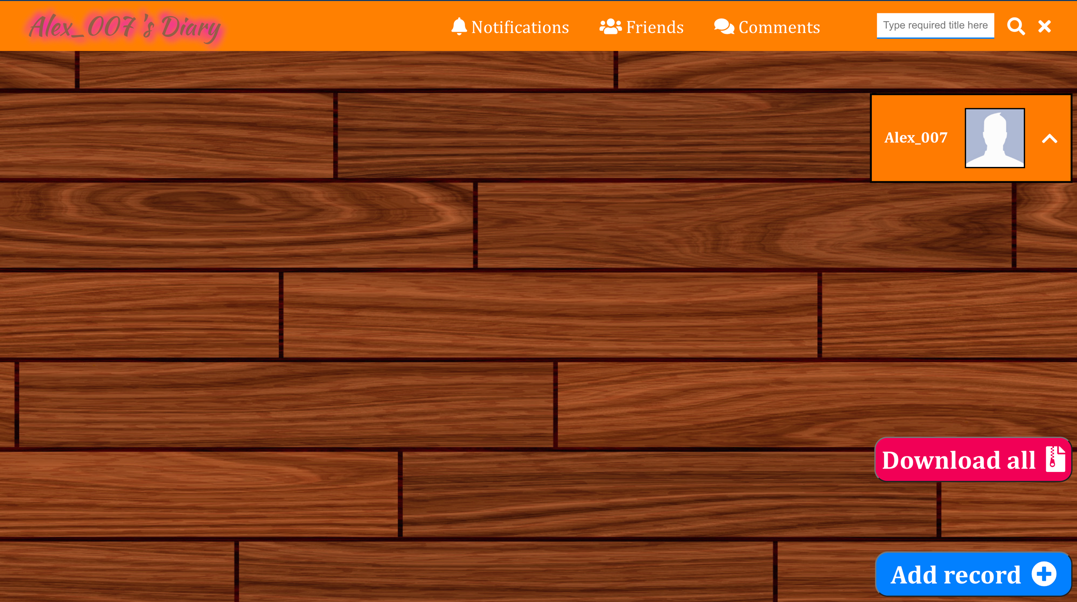 Alex_007 's Diary
Notifications
Friends
Comments
Type required title here
Alex_007
Download all
Add record